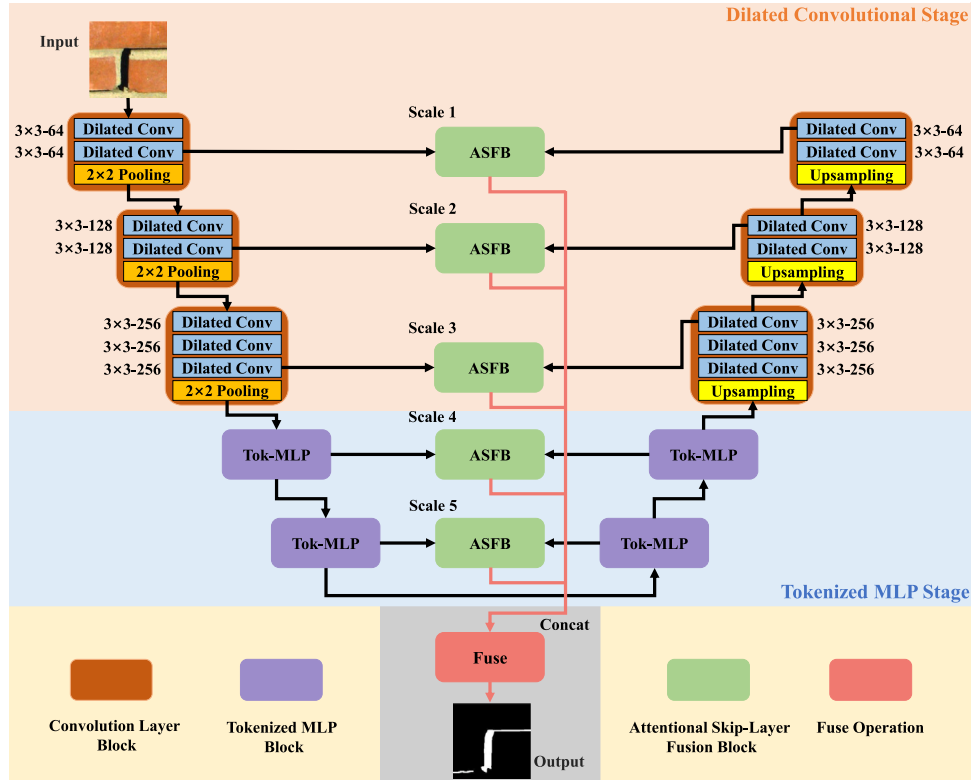 Dilated Convolutional Stage
Input
Scale 1
3×3-64
Dilated Conv
3×3-64
Dilated Conv
2×2 Pooling
ASFB
Dilated Conv
3×3-64
Dilated Conv
3×3-64
Upsampling
Scale 2
3×3-128
Dilated Conv
3×3-128
Dilated Conv
2×2 Pooling
ASFB
Dilated Conv
3×3-128
Dilated Conv
3×3-128
Upsampling
Scale 3
3×3-256
Dilated Conv
3×3-256
Dilated Conv
3×3-256
Dilated Conv
2×2 Pooling
ASFB
Dilated Conv
3×3-256
Dilated Conv
3×3-256
Dilated Conv
3×3-256
Upsampling
Scale 4
Tok-MLP
ASFB
Tok-MLP
Scale 5
Tok-MLP
ASFB
Tok-MLP
Tokenized MLP Stage
Concat
Fuse
Output
Convolution Layer
Block
Tokenized MLP
Block
Attentional Skip-Layer
Fusion Block
Fuse Operation